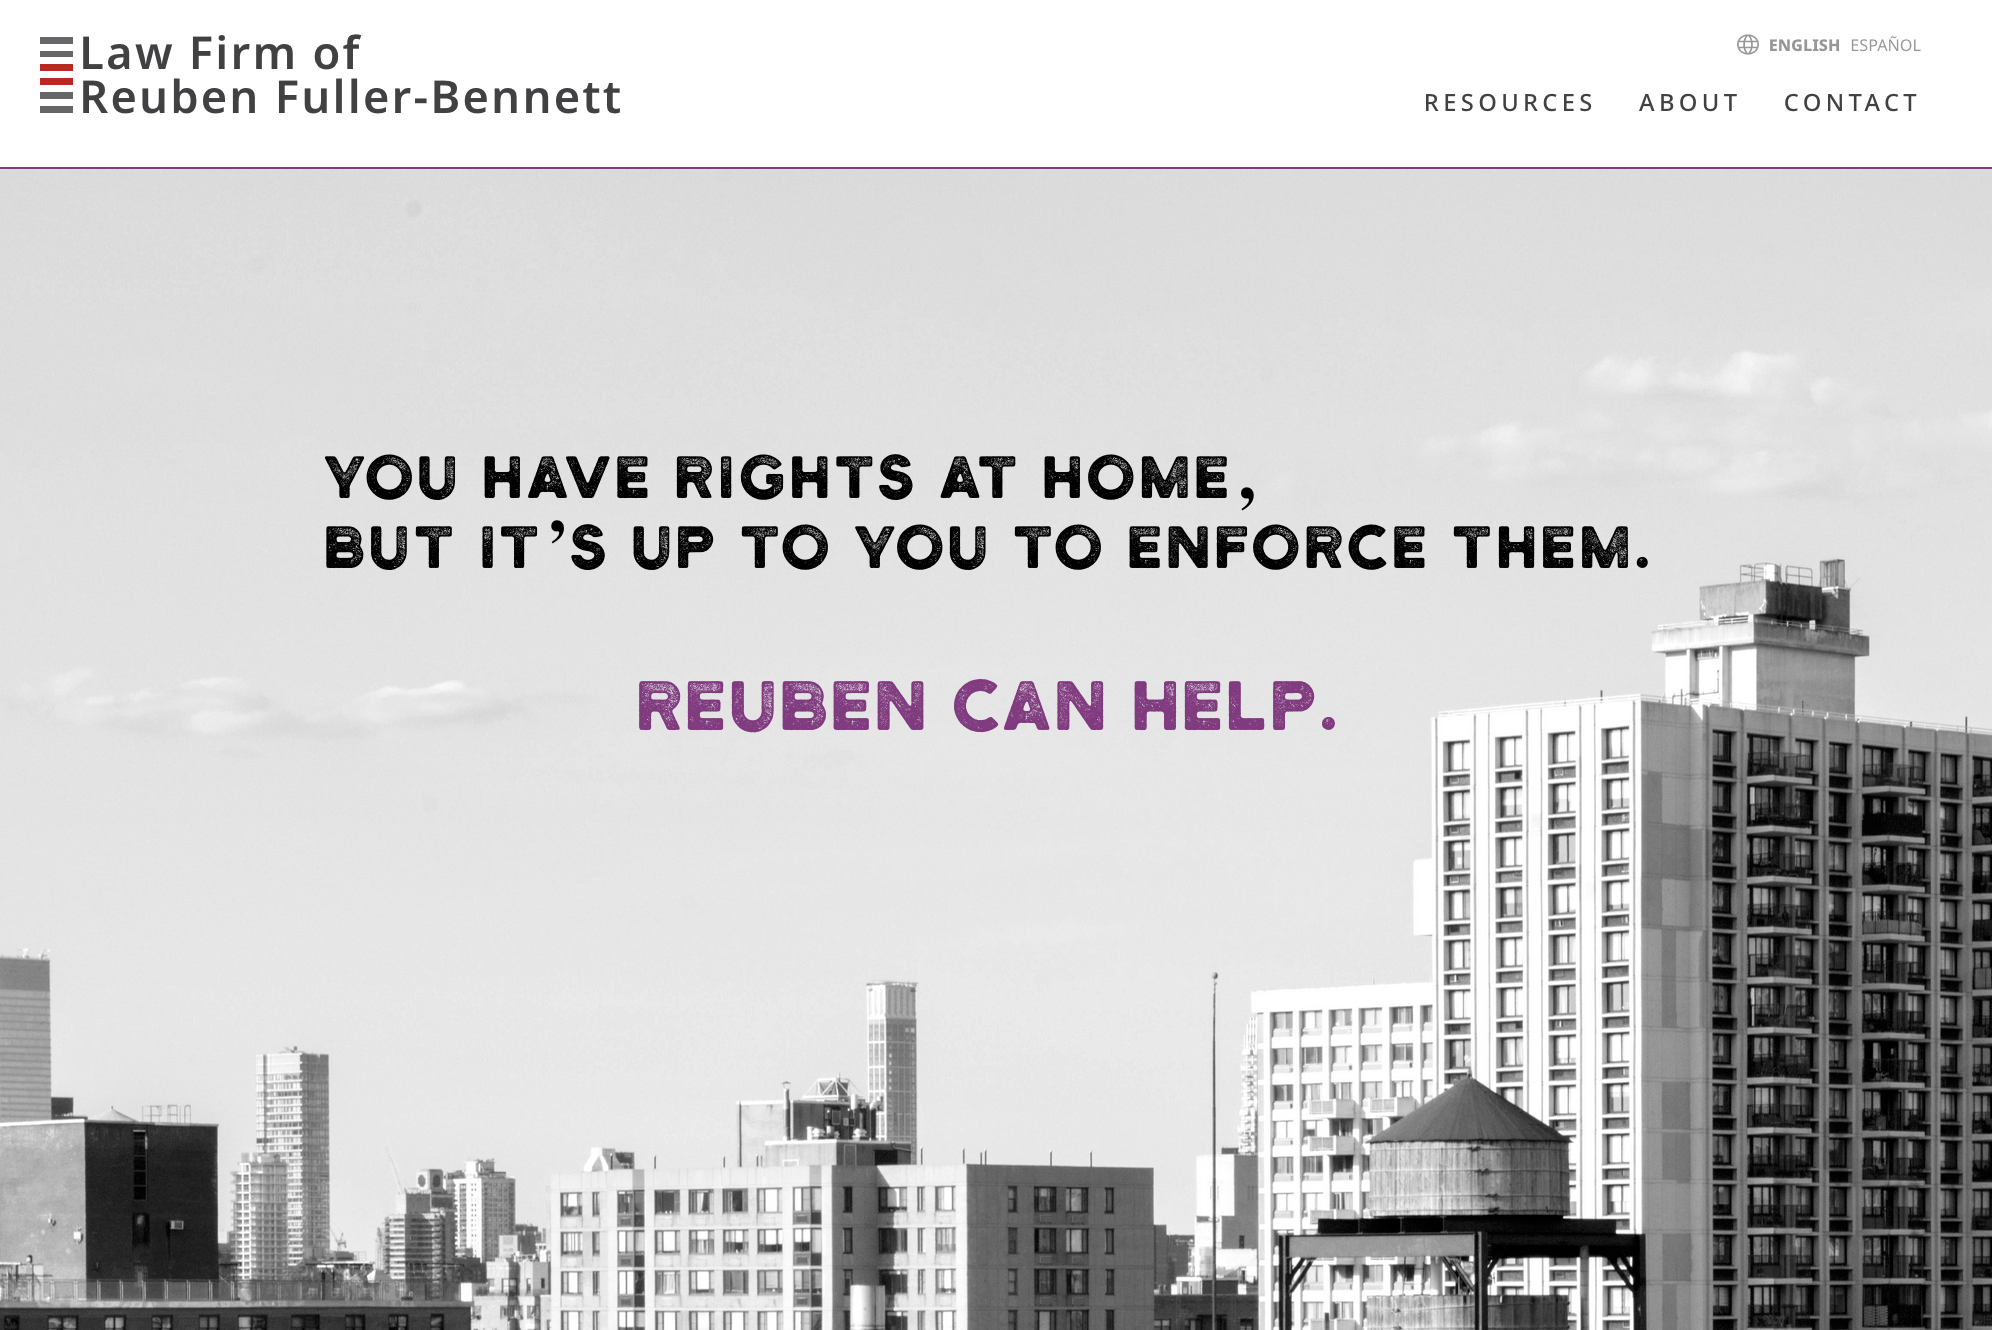 Law Firm of
Reuben Fuller-Bennett
ENGLISH ESPAÑOL
RESOURCES ABOUT CONTACT
YOU HAVE RIGHTS AT HOME,
BUT IT’S UP TO YOU TO ENFORCE THEM.
REUBEN CAN HELP.